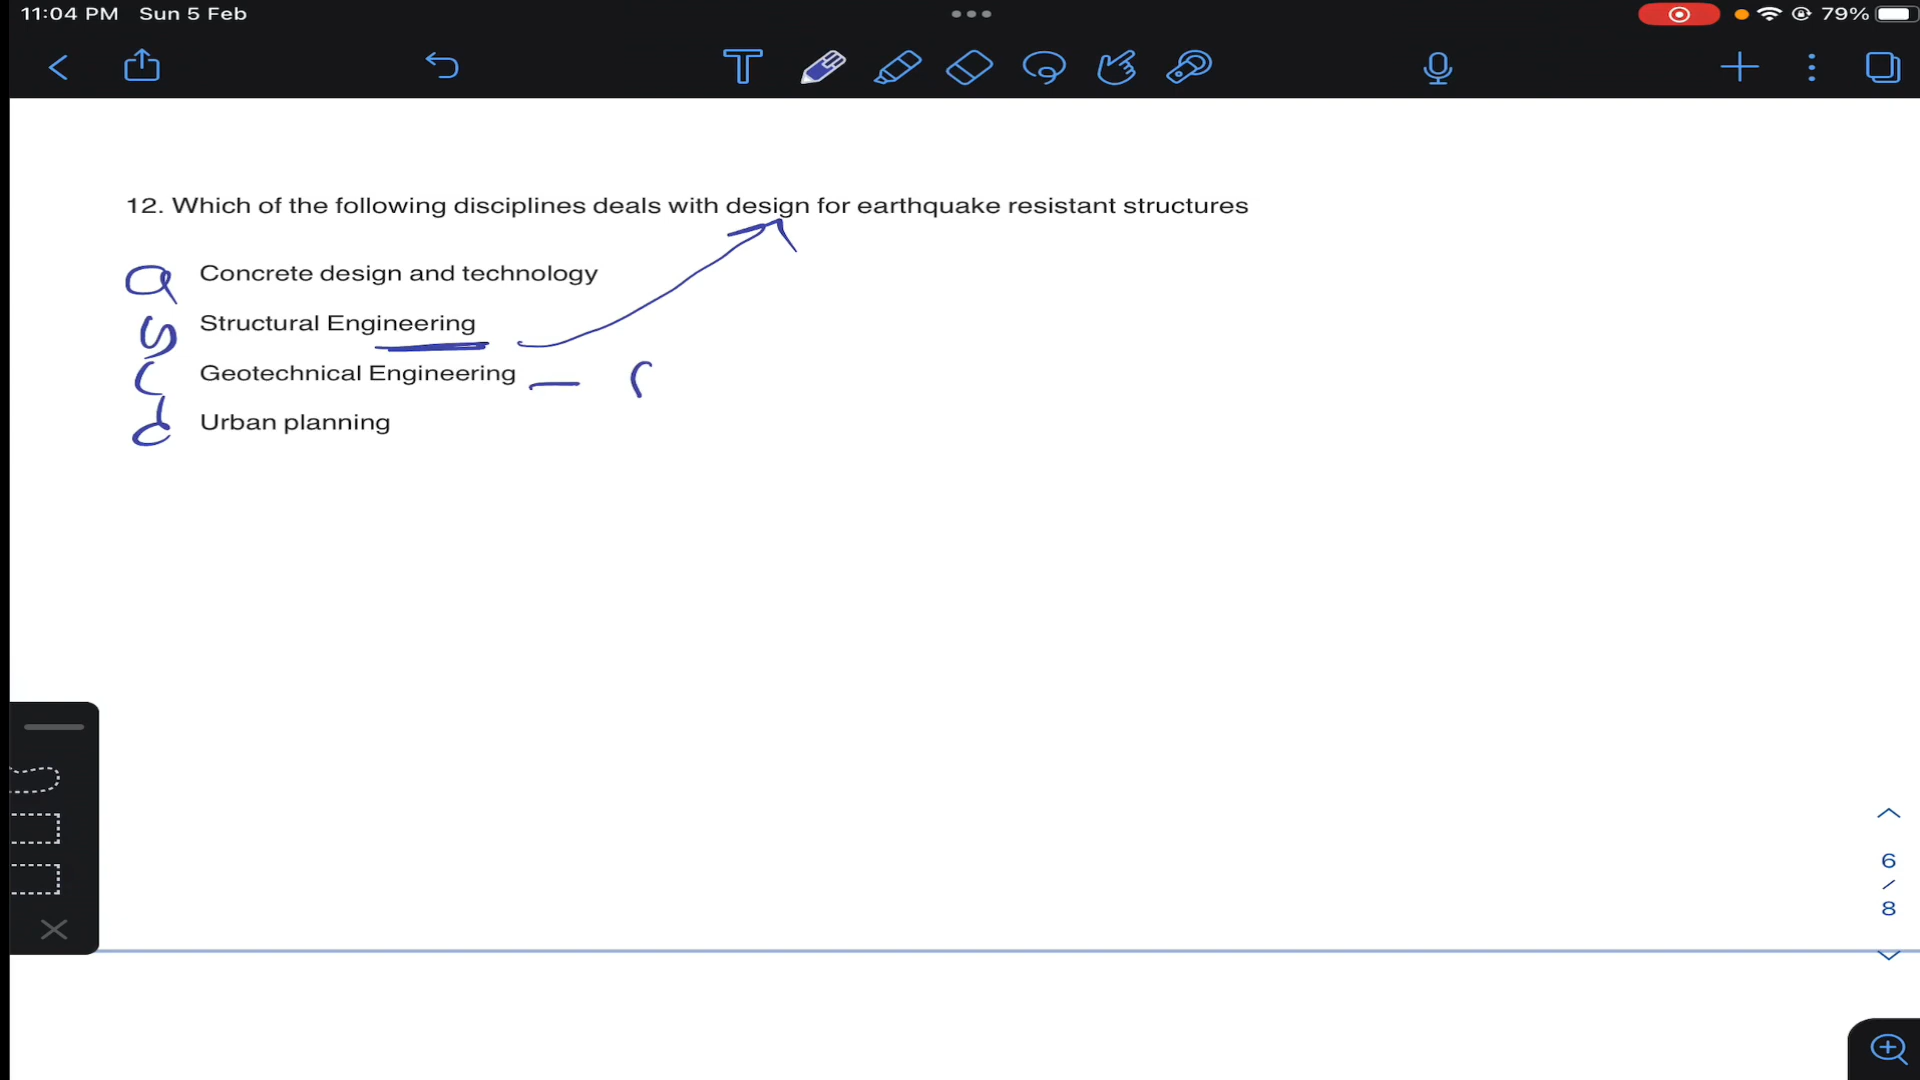 11:04 PM Sun 5 Feb
79%
T
12. Which of the following disciplines deals with design for earthquake resistant structures
a Concrete design and technology
b Structural Engineering
c Geotechnical Engineering —
d Urban planning
6
/
8